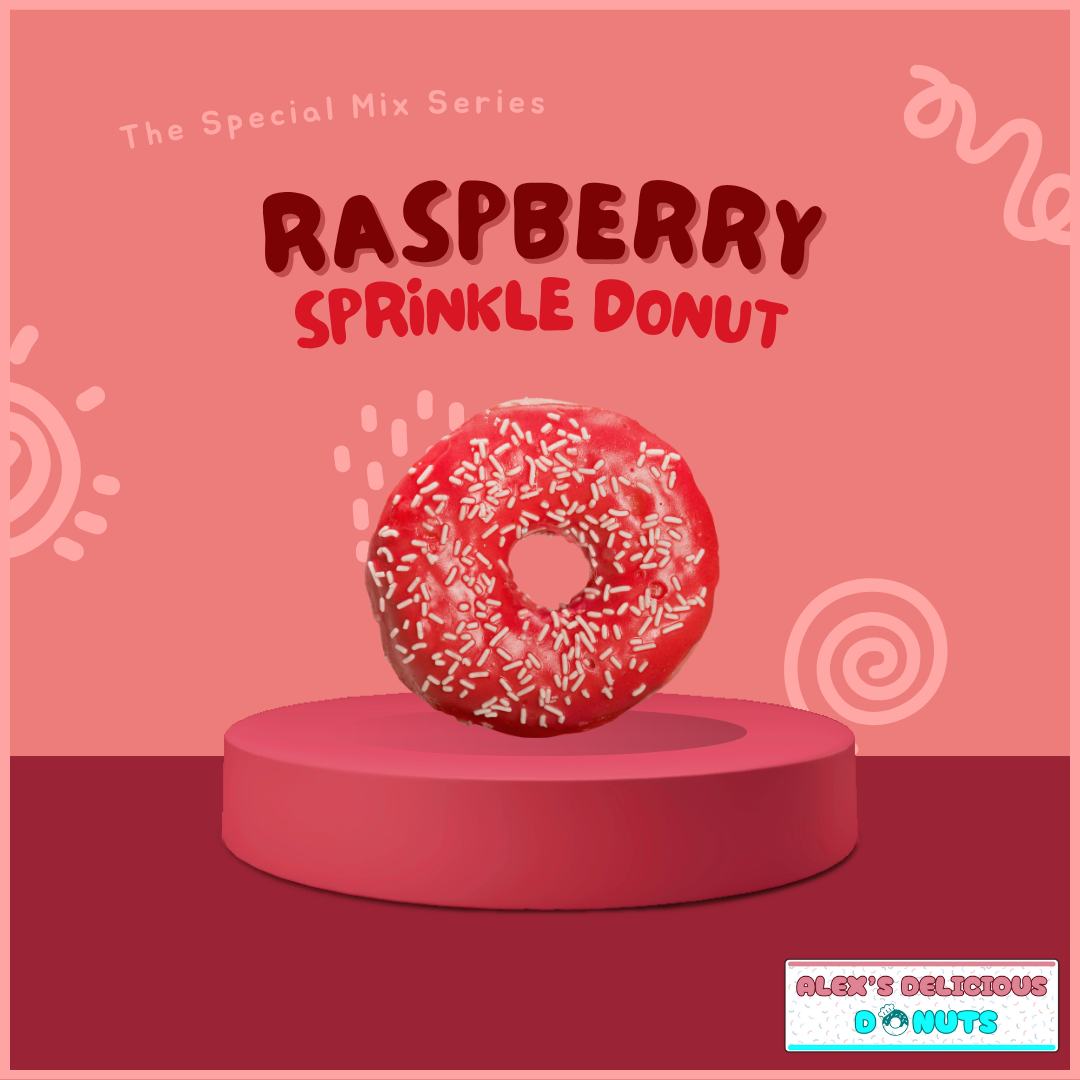 The Special Mix Series
RASPBERRY
SPRiNKLE DONUT
ALEX'S DELICIOUS
DONUTS